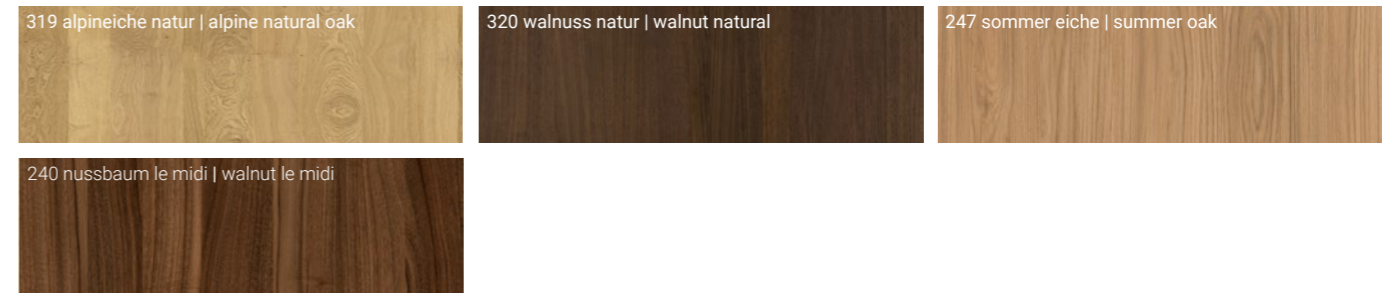 319 alpineiche natur | alpine natural oak
320 walnuss natur | walnut natural
247 sommer eiche | summer oak
240 nussbaum le midi | walnut le midi